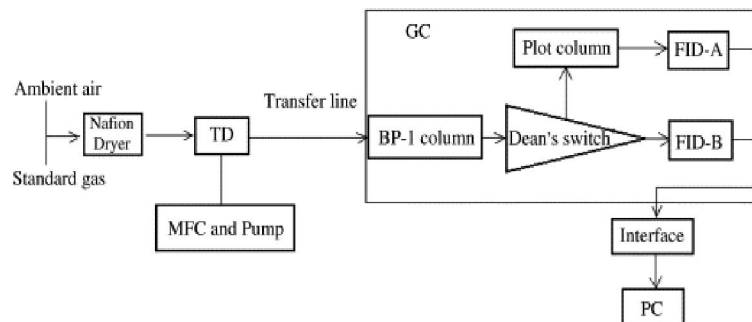 GC
Plot column
FID-A
Ambient air
Nafion
Dryer
TD
Transfer line
BP-1 column
Dean's switch
FID-B
Standard gas
MFC and Pump
Interface
PC